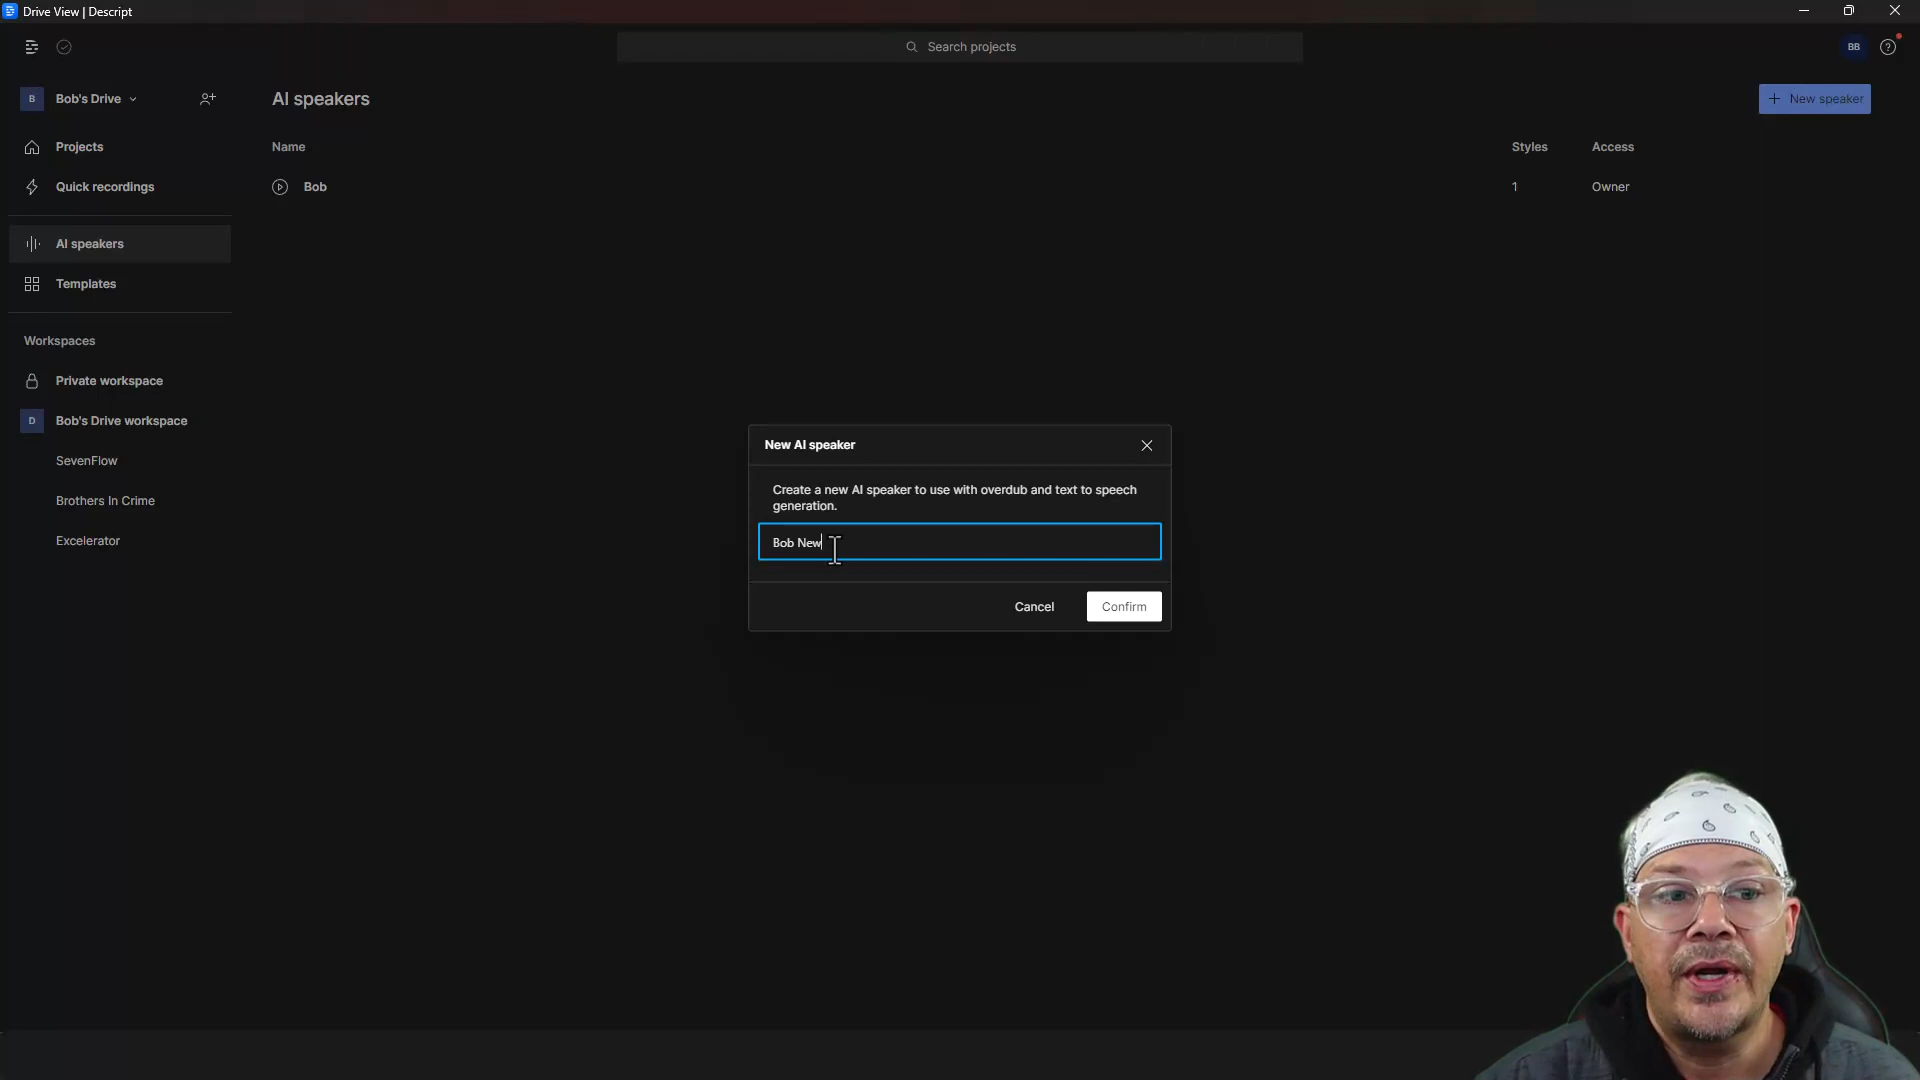 Drive View | Descript
Search projects
BB
B
Bob's Drive
AI speakers
New speaker
Projects
Quick recordings
AI speakers
Templates
Workspaces
Private workspace
D
Bob's Drive workspace
SevenFlow
Brothers In Crime
Excelerator
Name
Styles
Access
Bob
1
Owner
New AI speaker
Create a new AI speaker to use with overdub and text to speech
generation.
Bob New
Cancel
Confirm